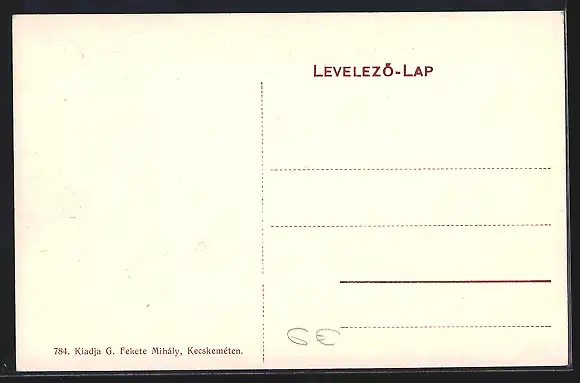 LEVELEZŐ-LAP
784. Kiadja G. Fekete Mihály, Kecskeméten.